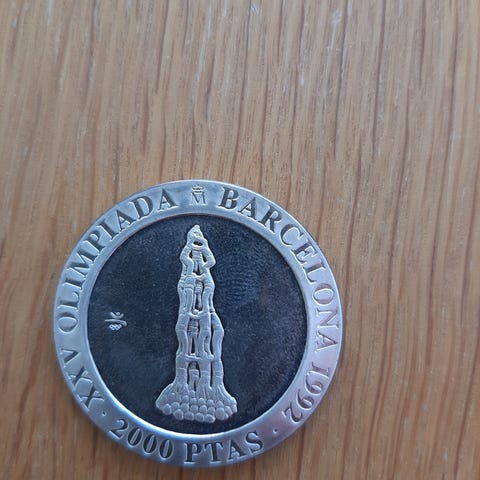 XXV OLIMPIADA M BARCELONA 1992
· 2000 PTAS ·